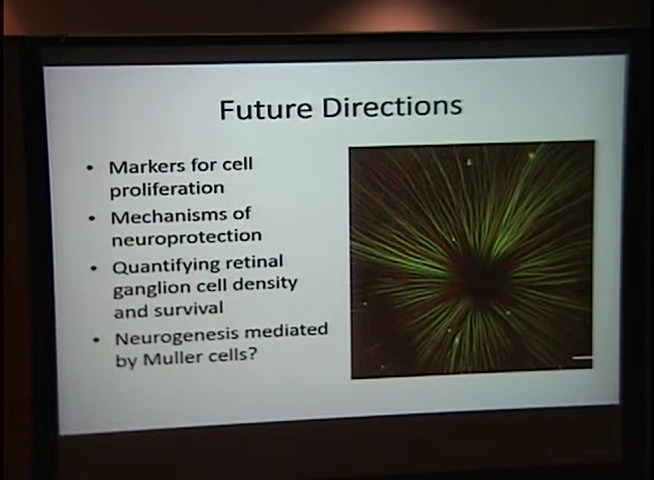 Future Directions
• Markers for cell
proliferation
• Mechanisms of
neuroprotection
• Quantifying retinal
ganglion cell density
and survival
• Neurogenesis mediated
by Muller cells?